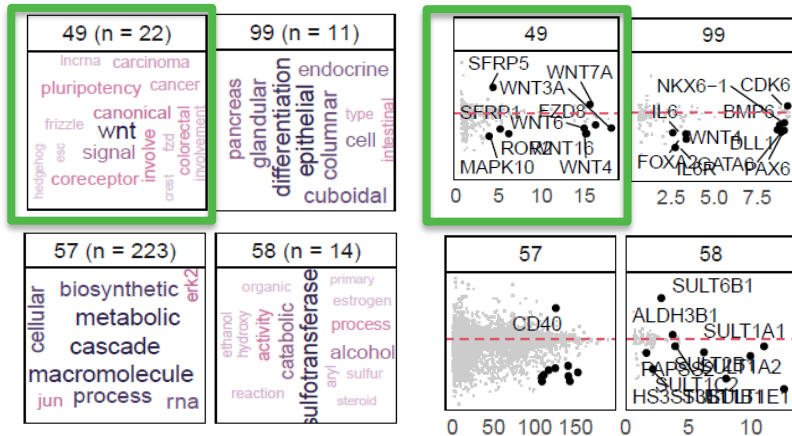 49 (n = 22)
lncrna carcinoma
pluripotency cancer
canonical
frizzle wnt
signal
coreceptor
hedgehog
esc
crest
involve
fzd
colorectal
involvement
99 (n = 11)
endocrine
pancreas
glandular
differentiation
epithelial
columnar
type
cell
intestinal
cuboidal
57 (n = 223)
cellular
biosynthetic
erk2
metabolic
cascade
macromolecule
jun process rna
58 (n = 14)
organic
primary
estrogen
ethanol
hydroxy
activity
catabolic
sulfotransferase
process
alcohol
aryl
sulfur
reaction
steroid
49
SFRP5
WNT7A
WNT3A
SFRP1
FZD8
WNT6
ROR2
WNT16
MAPK10
WNT4
0 5 10 15
99
NKX6-1
CDK6
IL6
BMP6
WNT4
DLL1
FOXA2
GATA6
IL6R
PAX6
2.5 5.0 7.5
57
CD40
0 50 100 150
58
SULT6B1
ALDH3B1
SULT1A1
PAPSS2
SULT2B1
SULT1A2
SULT1C2
0 5 10